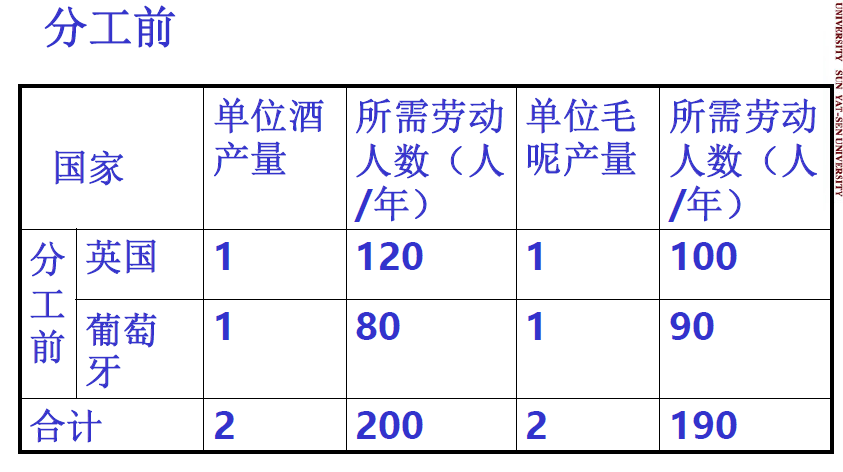 分工前
国家 单位酒产量 所需劳动人数（人/年） 单位毛呢产量 所需劳动人数（人/年）
分工前 英国 1 120 1 100
葡萄牙 1 80 1 90
合计 2 200 2 190
UNIVERSITY SUN YAT-SEN UNIVERSITY